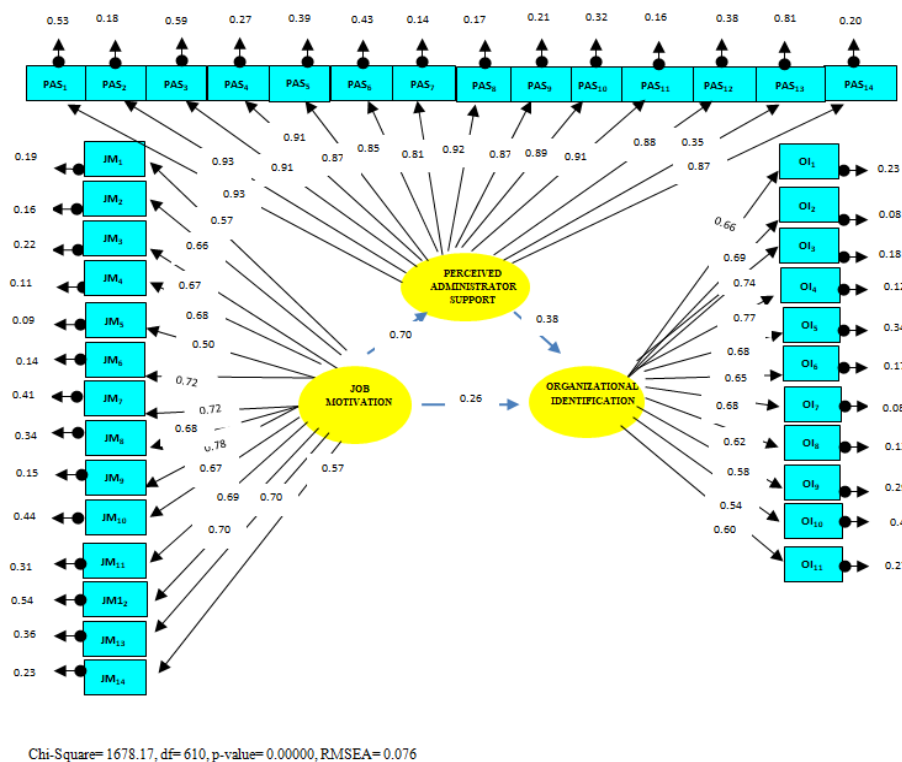 0.53 0.18 0.59 0.27 0.39 0.43 0.14 0.17 0.21 0.32 0.16 0.38 0.81 0.20
PAS₁ PAS₂ PAS₃ PAS₄ PAS₅ PAS₆ PAS₇ PAS₈ PAS₉ PAS₁₀ PAS₁₁ PAS₁₂ PAS₁₃ PAS₁₄
0.93 0.91 0.91 0.87 0.85 0.81 0.92 0.87 0.89 0.91 0.88 0.35 0.87
0.93
0.19 JM₁
0.16 JM₂
0.22 JM₃
0.11 JM₄
0.09 JM₅
0.14 JM₆
0.41 JM₇
0.34 JM₈
0.15 JM₉
0.44 JM₁₀
0.31 JM₁₁
0.54 JM1₂
0.36 JM₁₃
0.23 JM₁₄
0.57
0.66
0.67
0.68
0.50
0.72
0.72
0.68
0.78
0.67
0.69
0.70
0.70
0.57
PERCEIVED
ADMINISTRATOR
SUPPORT
0.70
0.38
JOB
MOTIVATION
0.26
ORGANIZATIONAL
IDENTIFICATION
0.66
0.69
0.74
0.77
0.68
0.65
0.68
0.62
0.58
0.54
0.60
OI₁ 0.23
OI₂ 0.08
OI₃ 0.18
OI₄ 0.12
OI₅ 0.34
OI₆ 0.17
OI₇ 0.08
OI₈
OI₉
OI₁₀
OI₁₁
Chi-Square= 1678.17, df= 610, p-value= 0.00000, RMSEA= 0.076